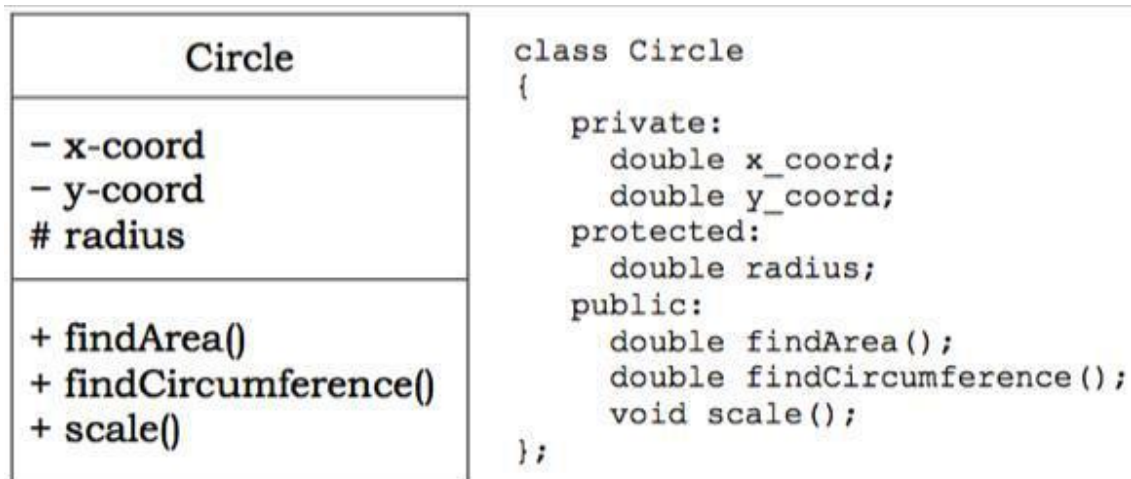 Circle
– x-coord
– y-coord
# radius
+ findArea()
+ findCircumference()
+ scale()
class Circle
{
private:
double x_coord;
double y_coord;
protected:
double radius;
public:
double findArea();
double findCircumference();
void scale();
};